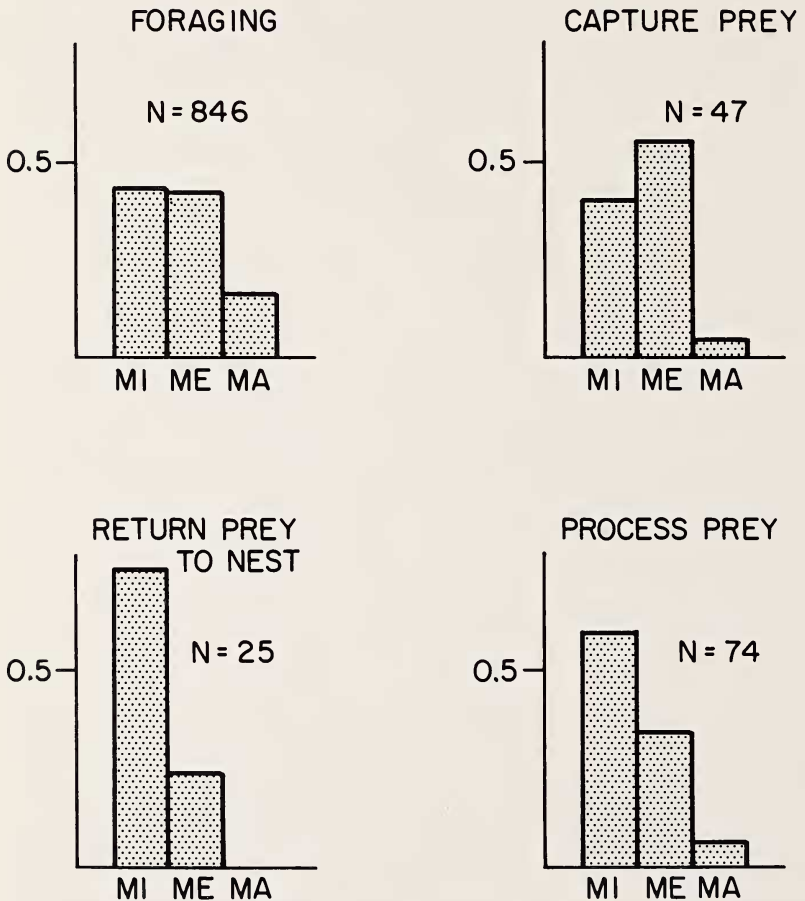 FORAGING
N = 846
0.5
MI ME MA
CAPTURE PREY
N = 47
0.5
MI ME MA
RETURN PREY
TO NEST
N = 25
0.5
MI ME MA
PROCESS PREY
N = 74
0.5
MI ME MA